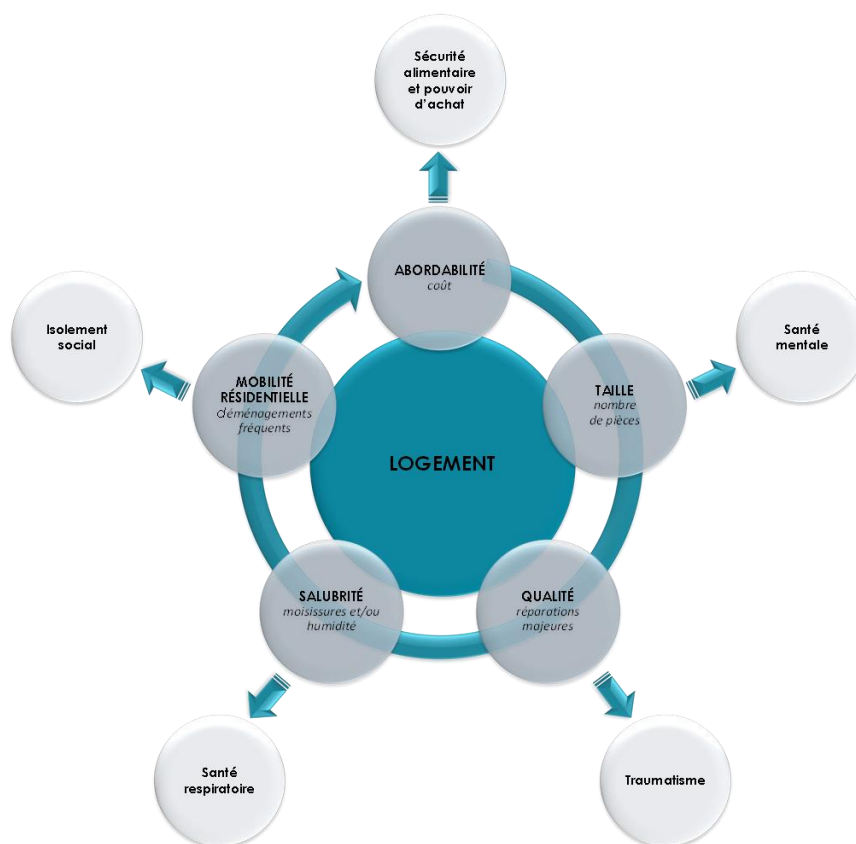 Sécurité
alimentaire
et pouvoir
d'achat
ABORDABILITÉ
coût
Isolement
social
Santé
mentale
MOBILITÉ
RÉSIDENTIELLE
déménagements
fréquents
TAILLE
nombre
de pièces
LOGEMENT
SALUBRITÉ
moisissures et/ou
humidité
QUALITÉ
réparations
majeures
Santé
respiratoire
Traumatisme